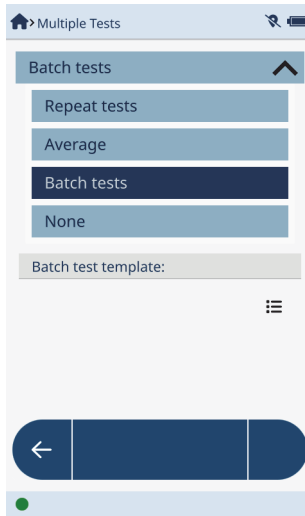 Multiple Tests
Batch tests
Repeat tests
Average
Batch tests
None
Batch test template: